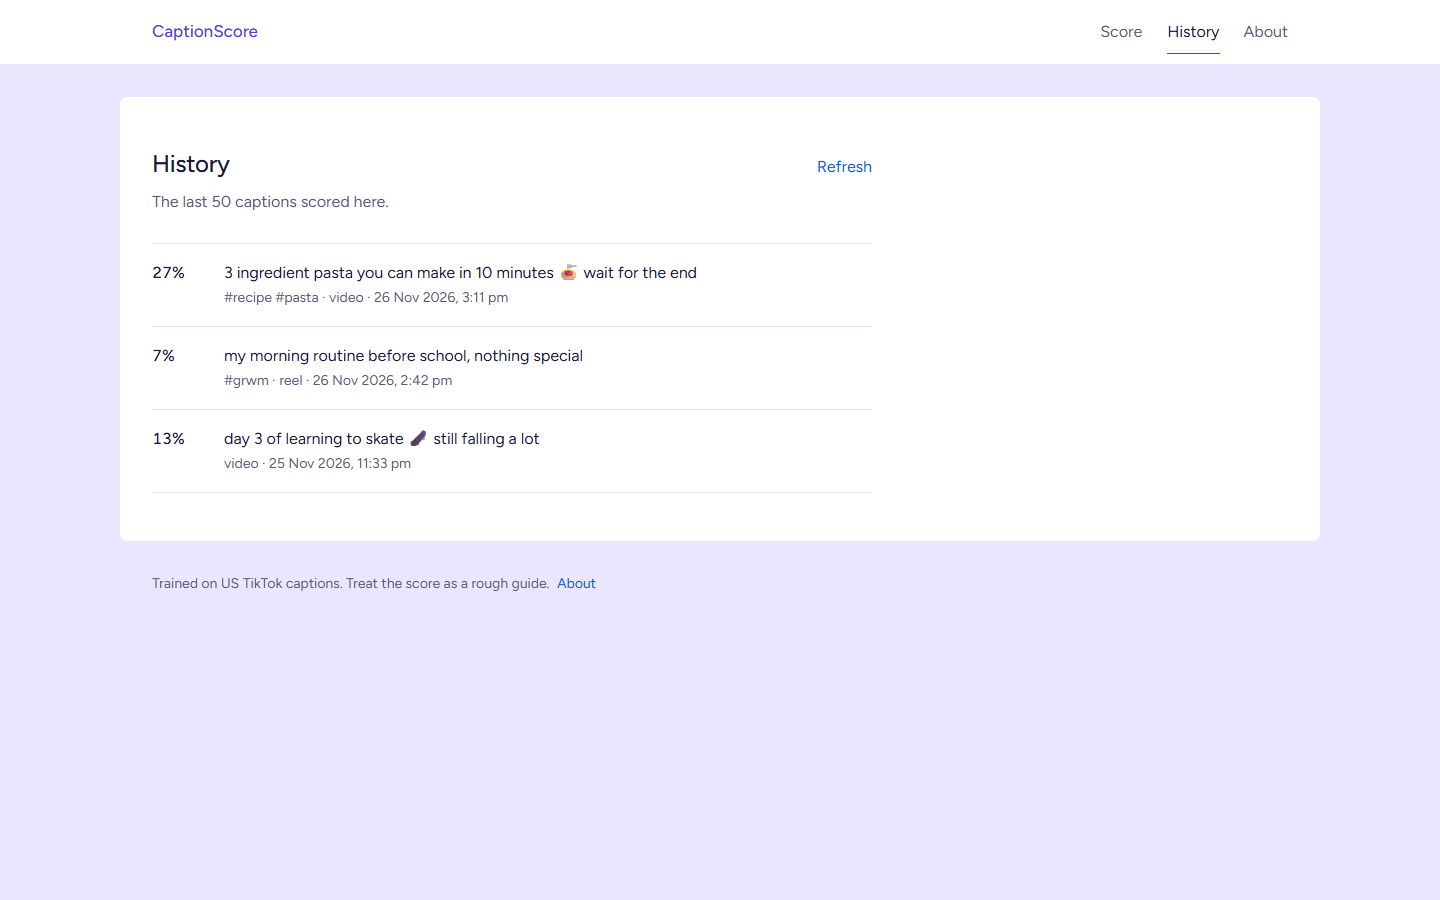 CaptionScore
Score History About
History
Refresh
The last 50 captions scored here.
27% 3 ingredient pasta you can make in 10 minutes 🍝 wait for the end
#recipe #pasta · video · 26 Nov 2026, 3:11 pm
7% my morning routine before school, nothing special
#grwm · reel · 26 Nov 2026, 2:42 pm
13% day 3 of learning to skate 🛹 still falling a lot
video · 25 Nov 2026, 11:33 pm
Trained on US TikTok captions. Treat the score as a rough guide. About